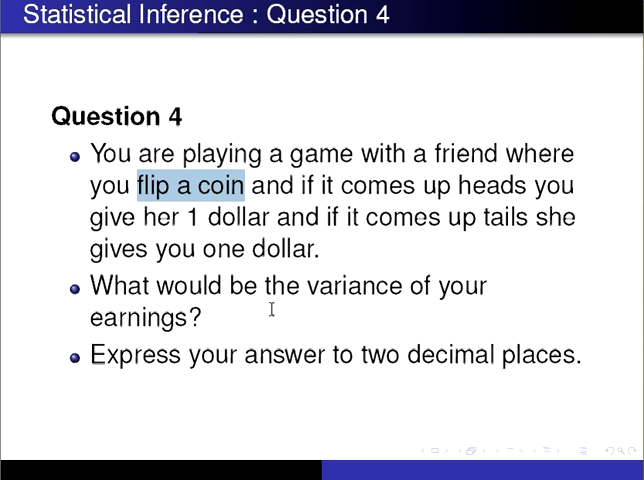 Statistical Inference : Question 4
Question 4
You are playing a game with a friend where
you flip a coin and if it comes up heads you
give her 1 dollar and if it comes up tails she
gives you one dollar.
What would be the variance of your
earnings?
Express your answer to two decimal places.